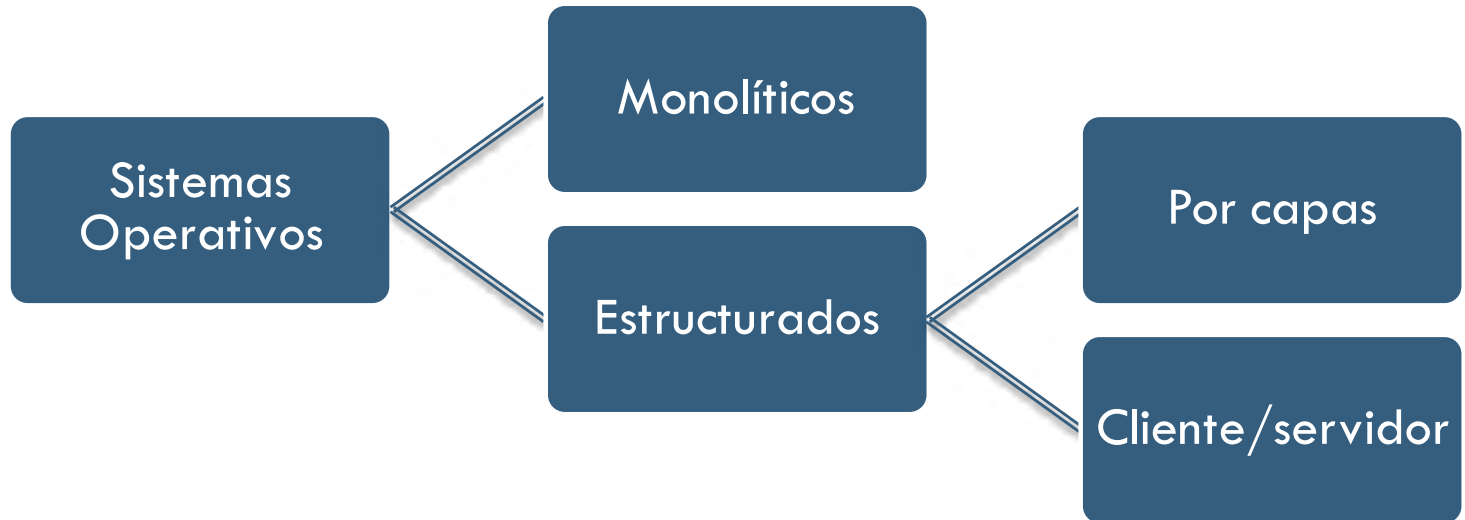 Sistemas
Operativos
Monolíticos
Estructurados
Por capas
Cliente/servidor